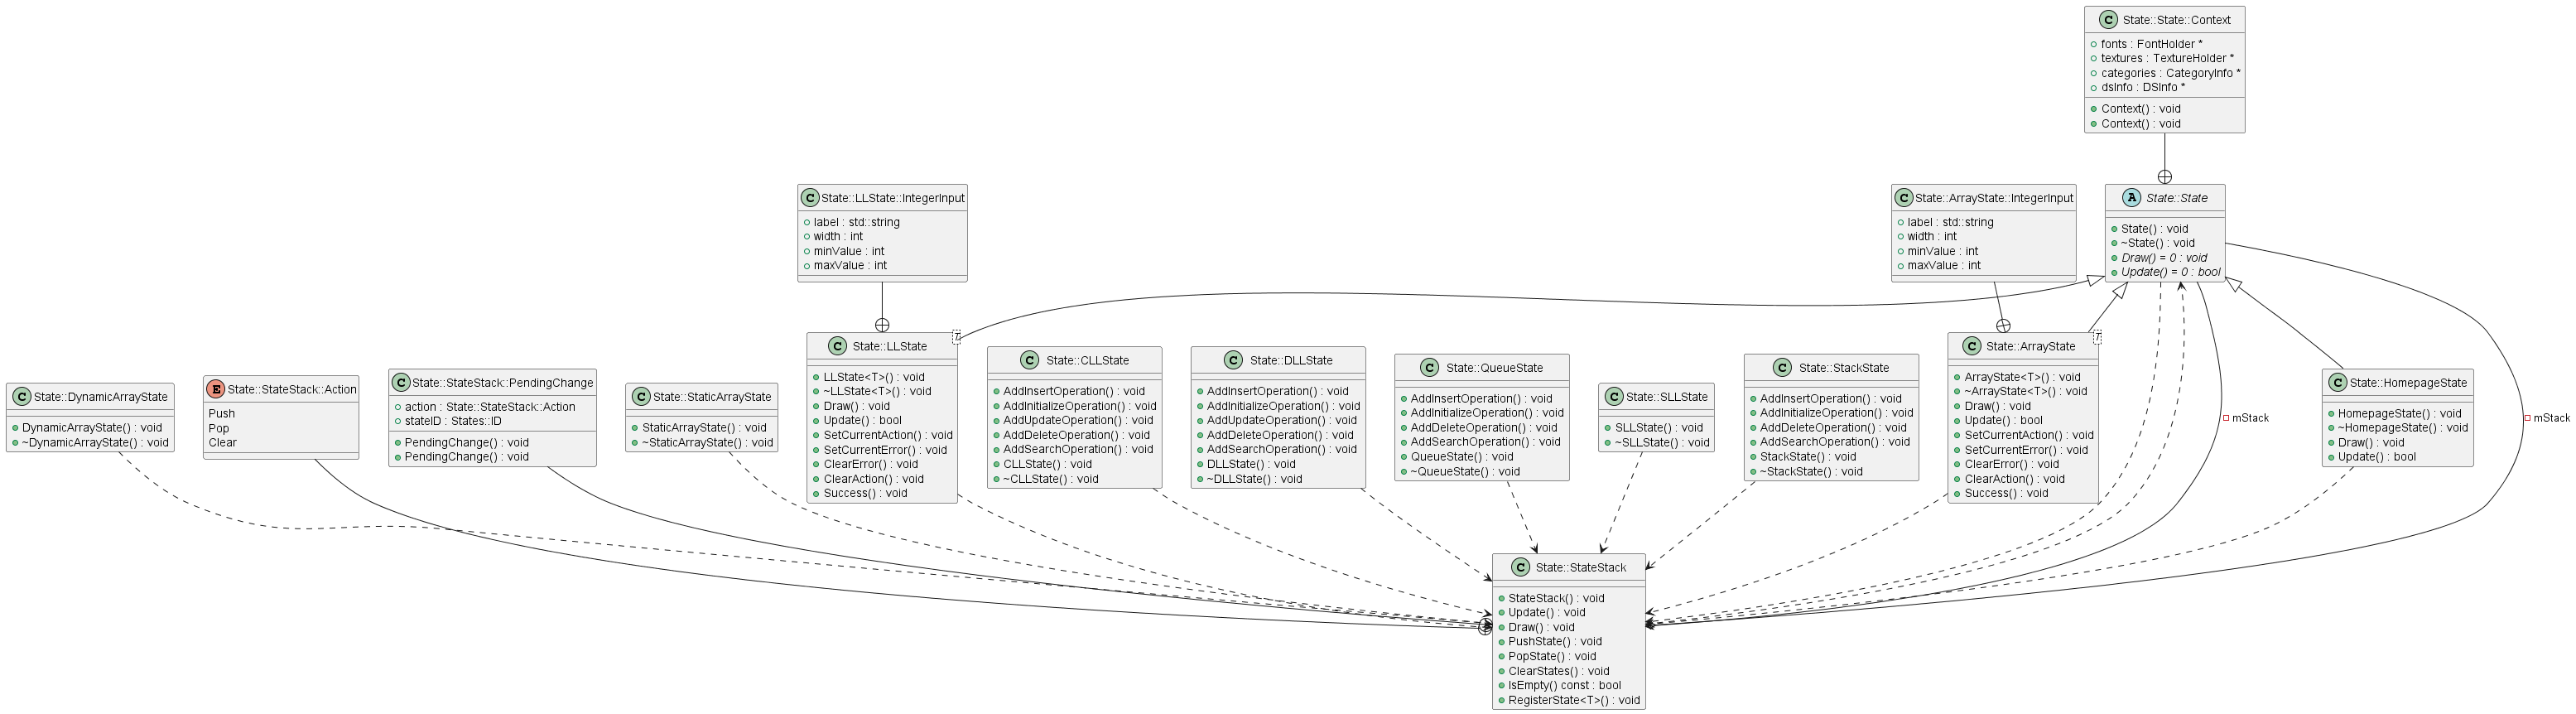 C State::State::Context
fonts : FontHolder *
textures : TextureHolder *
categories : CategoryInfo *
dsInfo : DSInfo *
Context() : void
Context() : void
C State::LLState::IntegerInput
label : std::string
width : int
minValue : int
maxValue : int
C State::ArrayState::IntegerInput
label : std::string
width : int
minValue : int
maxValue : int
A State::State
State() : void
~State() : void
Draw() = 0 : void
Update() = 0 : bool
C State::DynamicArrayState
DynamicArrayState() : void
~DynamicArrayState() : void
E State::StateStack::Action
Push
Pop
Clear
C State::StateStack::PendingChange
action : State::StateStack::Action
stateID : States::ID
PendingChange() : void
PendingChange() : void
C State::StaticArrayState
StaticArrayState() : void
~StaticArrayState() : void
C State::LLState
T
LLState<T>() : void
~LLState<T>() : void
Draw() : void
Update() : bool
SetCurrentAction() : void
SetCurrentError() : void
ClearError() : void
ClearAction() : void
Success() : void
C State::CLLState
AddInsertOperation() : void
AddInitializeOperation() : void
AddUpdateOperation() : void
AddDeleteOperation() : void
AddSearchOperation() : void
CLLState() : void
~CLLState() : void
C State::DLLState
AddInsertOperation() : void
AddInitializeOperation() : void
AddUpdateOperation() : void
AddDeleteOperation() : void
AddSearchOperation() : void
DLLState() : void
~DLLState() : void
C State::QueueState
AddInsertOperation() : void
AddInitializeOperation() : void
AddDeleteOperation() : void
AddSearchOperation() : void
QueueState() : void
~QueueState() : void
C State::SLLState
SLLState() : void
~SLLState() : void
C State::StackState
AddInsertOperation() : void
AddInitializeOperation() : void
AddDeleteOperation() : void
AddSearchOperation() : void
StackState() : void
~StackState() : void
C State::ArrayState
T
ArrayState<T>() : void
~ArrayState<T>() : void
Draw() : void
Update() : bool
SetCurrentAction() : void
SetCurrentError() : void
ClearError() : void
ClearAction() : void
Success() : void
mStack
C State::HomepageState
HomepageState() : void
~HomepageState() : void
Draw() : void
Update() : bool
mStack
C State::StateStack
StateStack() : void
Update() : void
Draw() : void
PushState() : void
PopState() : void
ClearStates() : void
IsEmpty() const : bool
RegisterState<T>() : void